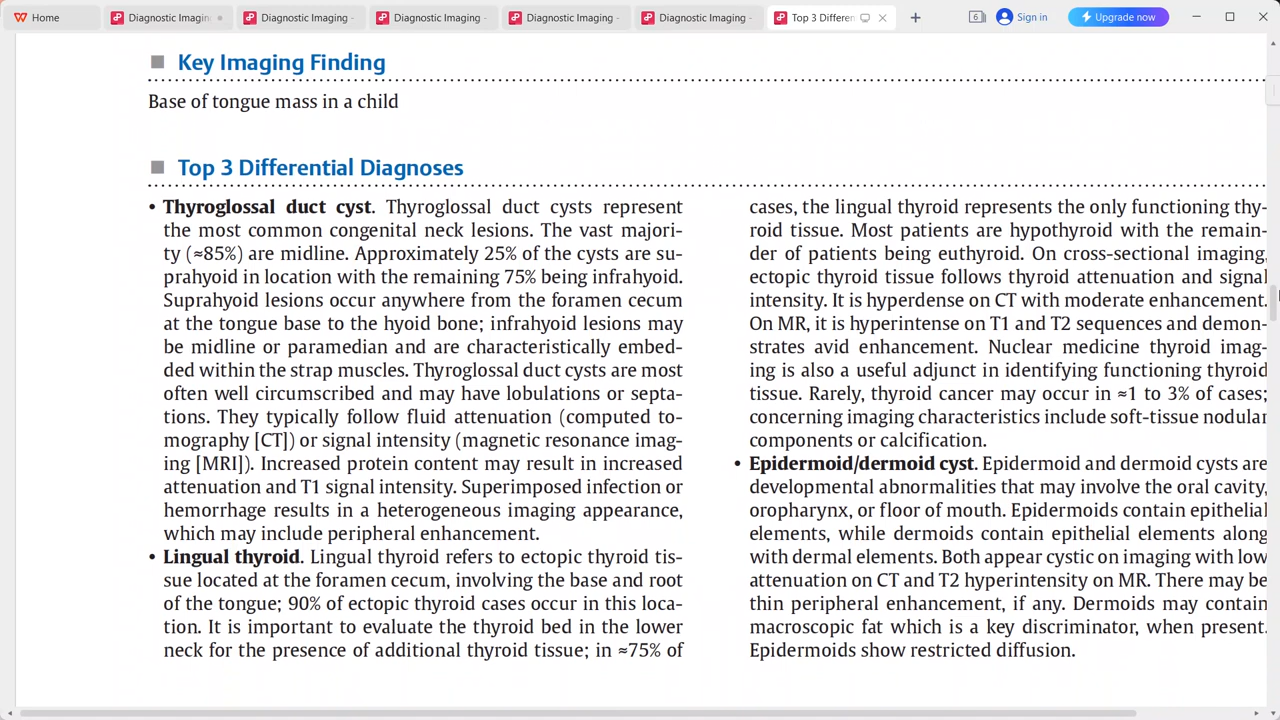 Home
Diagnostic Imaging
Diagnostic Imaging -
Diagnostic Imaging -
Diagnostic Imaging -
Diagnostic Imaging -
Top 3 Differen
6
Sign in
Upgrade now
Key Imaging Finding
Base of tongue mass in a child
Top 3 Differential Diagnoses
• Thyroglossal duct cyst. Thyroglossal duct cysts represent
the most common congenital neck lesions. The vast majori-
ty (≈85%) are midline. Approximately 25% of the cysts are su-
prahyoid in location with the remaining 75% being infrahyoid.
Suprahyoid lesions occur anywhere from the foramen cecum
at the tongue base to the hyoid bone; infrahyoid lesions may
be midline or paramedian and are characteristically embed-
ded within the strap muscles. Thyroglossal duct cysts are most
often well circumscribed and may have lobulations or septa-
tions. They typically follow fluid attenuation (computed to-
mography [CT]) or signal intensity (magnetic resonance imag-
ing [MRI]). Increased protein content may result in increased
attenuation and T1 signal intensity. Superimposed infection or
hemorrhage results in a heterogeneous imaging appearance,
which may include peripheral enhancement.
• Lingual thyroid. Lingual thyroid refers to ectopic thyroid tis-
sue located at the foramen cecum, involving the base and root
of the tongue; 90% of ectopic thyroid cases occur in this loca-
tion. It is important to evaluate the thyroid bed in the lower
neck for the presence of additional thyroid tissue; in ≈75% of
cases, the lingual thyroid represents the only functioning thy-
roid tissue. Most patients are hypothyroid with the remain-
der of patients being euthyroid. On cross-sectional imaging,
ectopic thyroid tissue follows thyroid attenuation and signal
intensity. It is hyperdense on CT with moderate enhancement.
On MR, it is hyperintense on T1 and T2 sequences and demon-
strates avid enhancement. Nuclear medicine thyroid imag-
ing is also a useful adjunct in identifying functioning thyroid
tissue. Rarely, thyroid cancer may occur in ≈1 to 3% of cases;
concerning imaging characteristics include soft-tissue nodular
components or calcification.
• Epidermoid/dermoid cyst. Epidermoid and dermoid cysts are
developmental abnormalities that may involve the oral cavity,
oropharynx, or floor of mouth. Epidermoids contain epithelial
elements, while dermoids contain epithelial elements along
with dermal elements. Both appear cystic on imaging with low
attenuation on CT and T2 hyperintensity on MR. There may be
thin peripheral enhancement, if any. Dermoids may contain
macroscopic fat which is a key discriminator, when present.
Epidermoids show restricted diffusion.